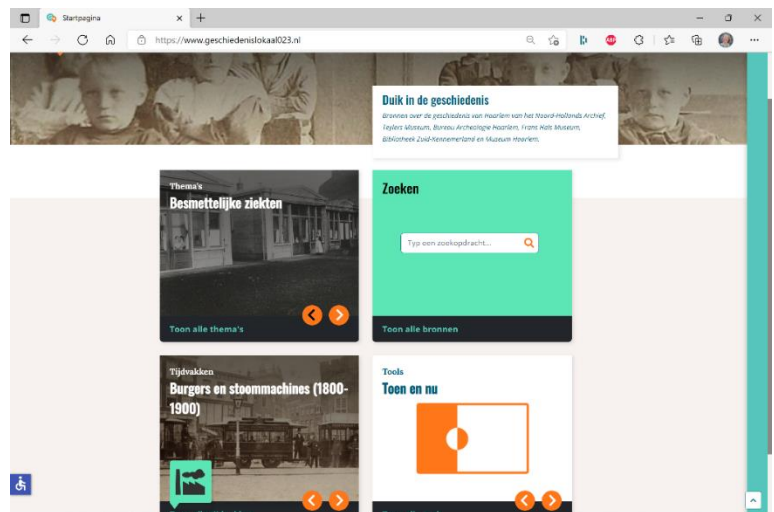 Startpagina
https://www.geschiedenislokaal023.nl
ABP
Duik in de geschiedenis
Bronnen over de geschiedenis van Haarlem van het Noord-Hollands Archief,
Teylers Museum, Bureau Archeologie Haarlem, Frans Hals Museum,
Bibliotheek Zuid-Kennemerland en Museum Haarlem.
Thema's
Besmettelijke ziekten
Toon alle thema's
Zoeken
Typ een zoekopdracht...
Toon alle bronnen
Tijdvakken
Burgers en stoommachines (1800-
1900)
Tools
Toen en nu